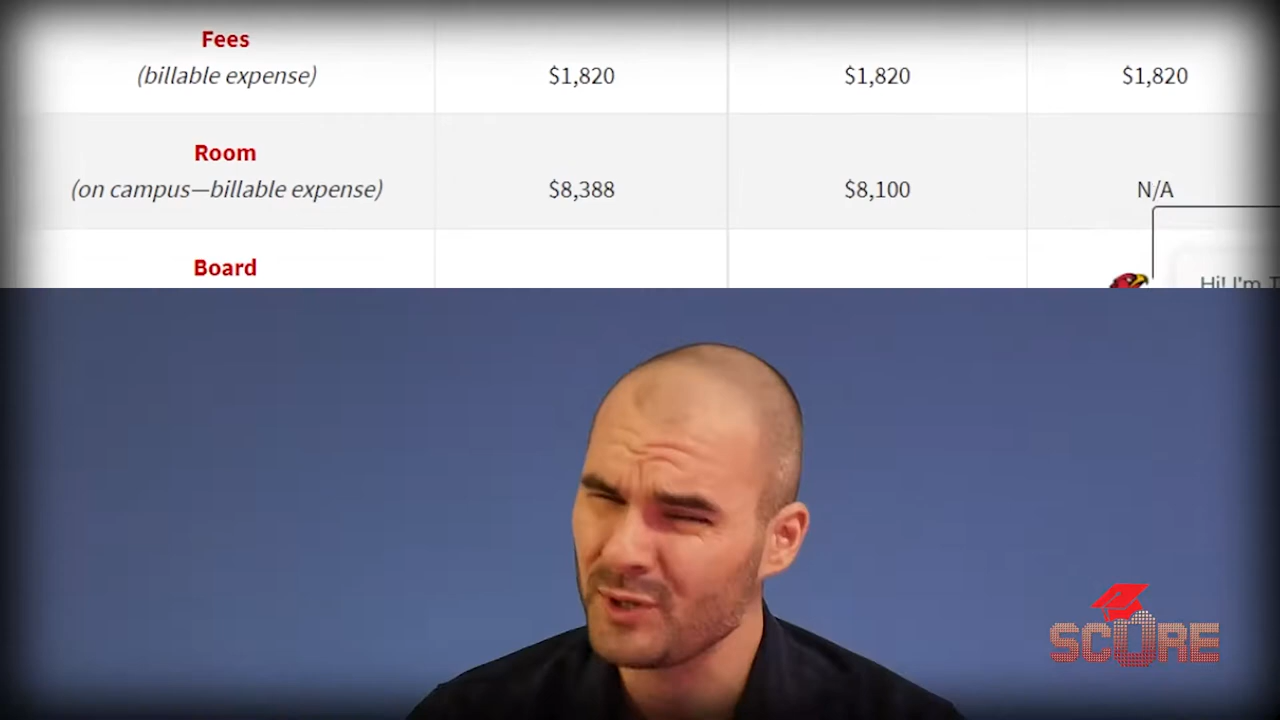 Fees
(billable expense)
$1,820
$1,820
$1,820
Room
(on campus—billable expense)
$8,388
$8,100
N/A
Board
Hi! I'm T
SCORE